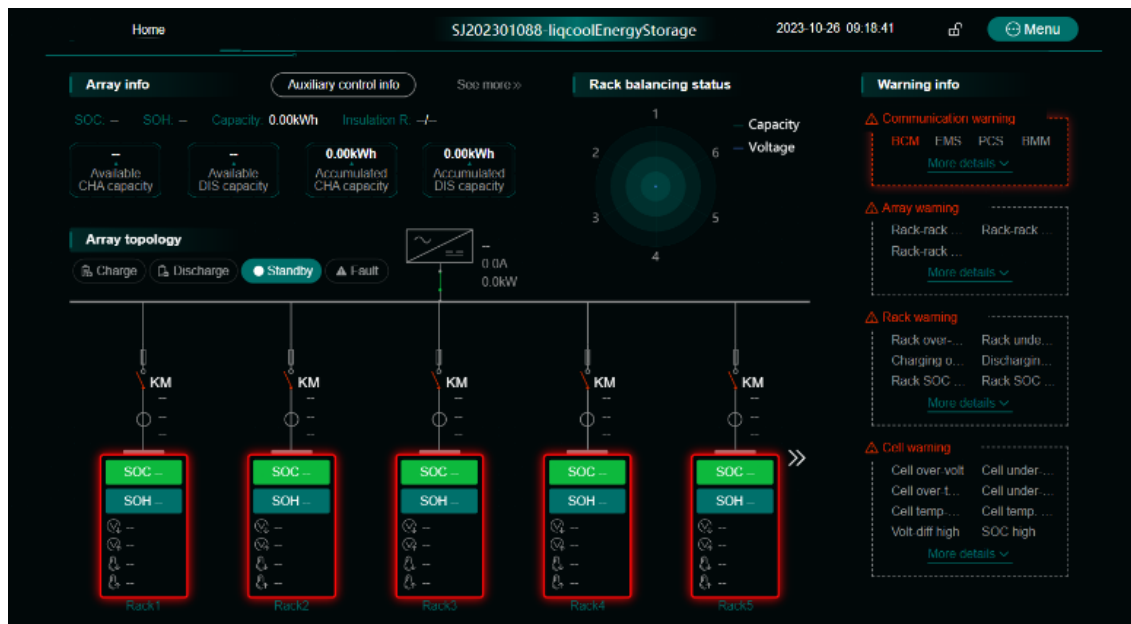 Home SJ202301088-liqcoolEnergyStorage 2023-10-26 09:18:41 Menu
Array info Auxiliary control info See more»
SOC. – SOH. – Capacity. 0.00kWh Insulation R. –/–
– Available CHA capacity
– Available DIS capacity
0.00kWh Accumulated CHA capacity
0.00kWh Accumulated DIS capacity
Rack balancing status
1
2
3
4
5
6
Capacity
Voltage
Array topology
Charge Discharge Standby Fault
--
0.0A
0.0kW
KM -- -- --
KM -- -- --
KM -- -- --
KM -- -- --
KM -- -- --
SOC -- SOC -- SOC -- SOC -- SOC --
SOH -- SOH -- SOH -- SOH -- SOH --
-- -- -- -- --
-- -- -- -- --
-- -- -- -- --
-- -- -- -- --
Rack1 Rack2 Rack3 Rack4 Rack5
»
Warning info
Communication warning
BCM EMS PCS BMM
More details
Array warning
Rack-rack ... Rack-rack ...
Rack-rack ...
More details
Rack warning
Rack over-... Rack unde...
Charging o... Dischargin...
Rack SOC ... Rack SOC ...
More details
Cell warning
Cell over-volt Cell under-...
Cell over-t... Cell under-...
Cell temp-... Cell temp. ...
Volt-diff high SOC high
More details